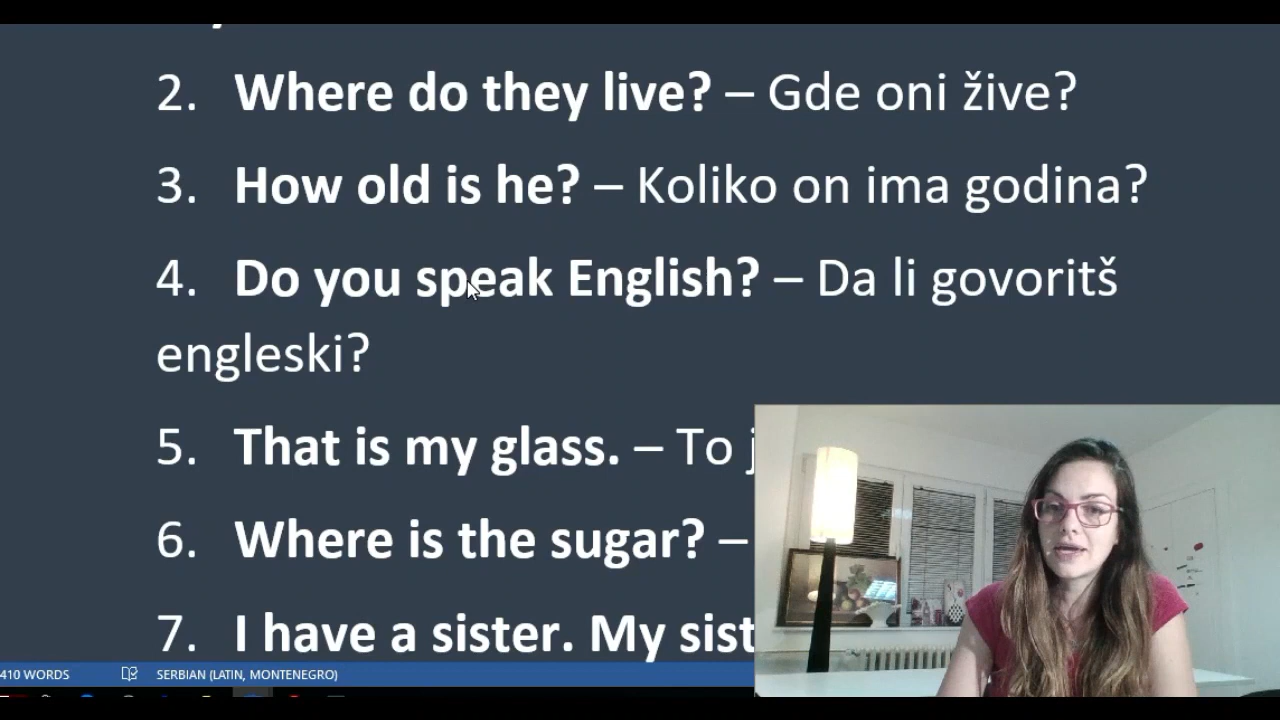 2. Where do they live? – Gde oni žive?
3. How old is he? – Koliko on ima godina?
4. Do you speak English? – Da li govoritš
engleski?
5. That is my glass. – To j
6. Where is the sugar? –
7. I have a sister. My sist
410 WORDS SERBIAN (LATIN, MONTENEGRO)